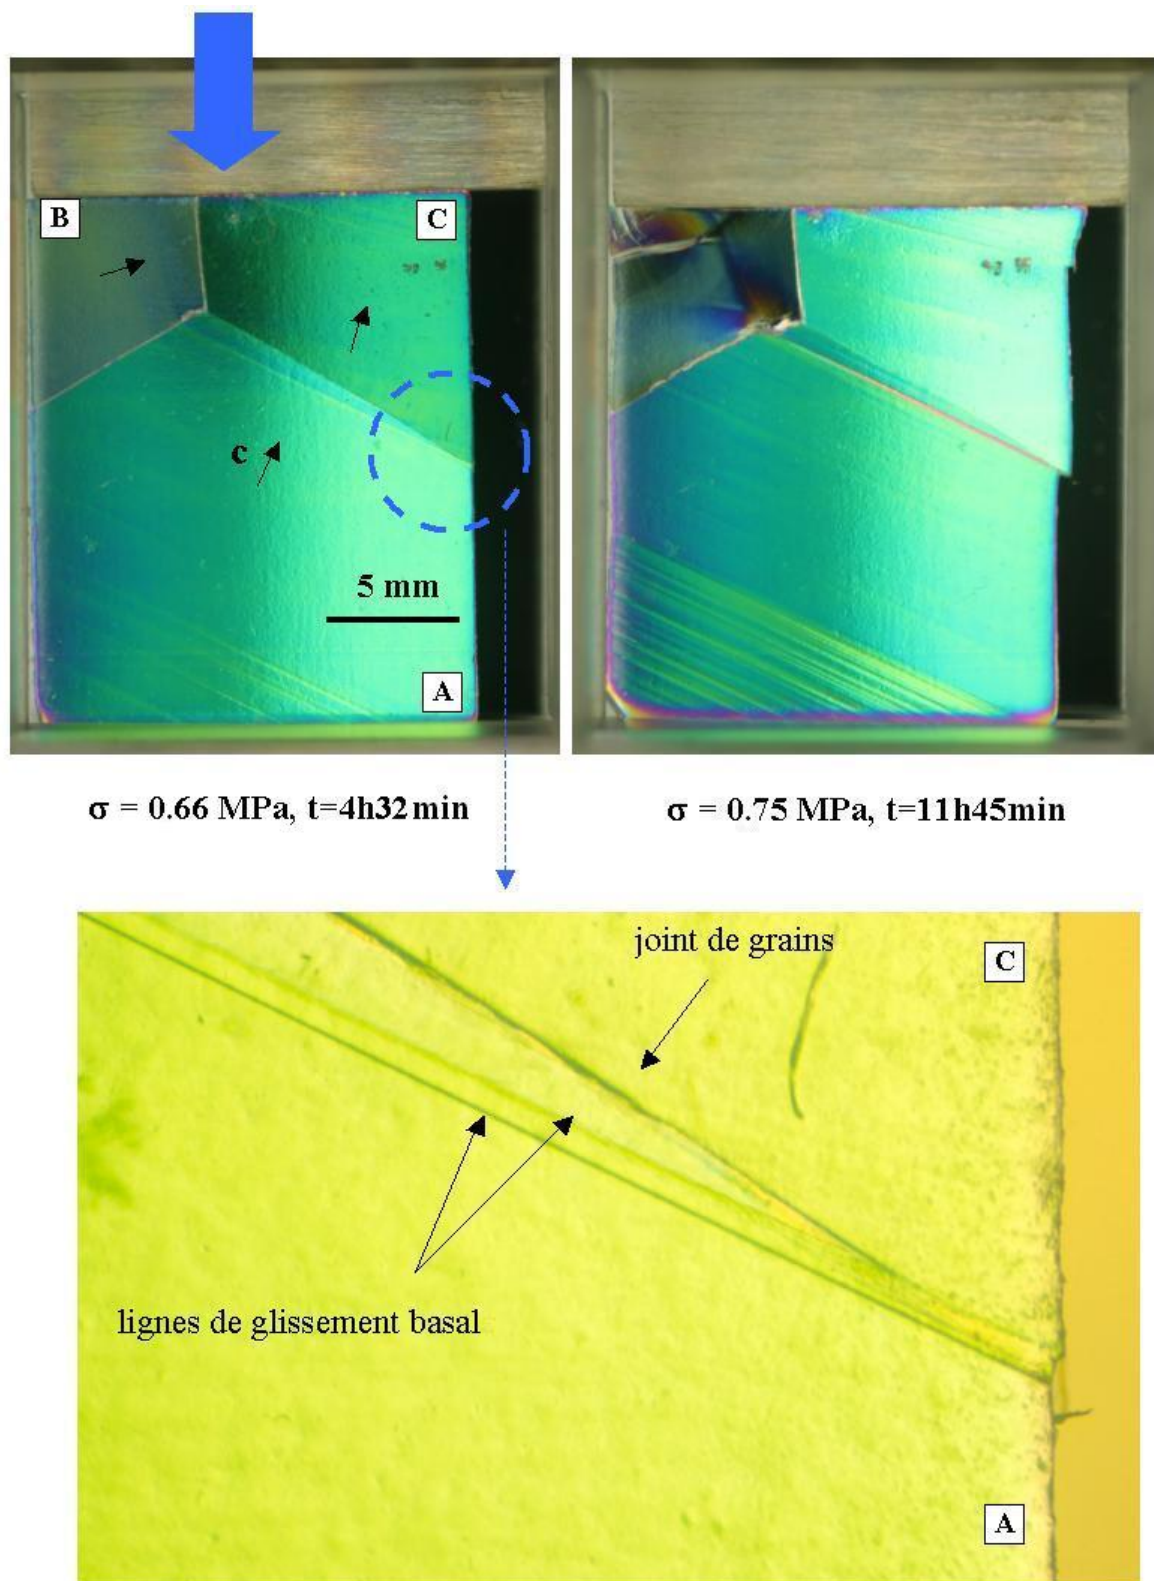 B
C
c
5 mm
A
σ = 0.66 MPa, t=4h32min
σ = 0.75 MPa, t=11h45min
joint de grains
C
lignes de glissement basal
A